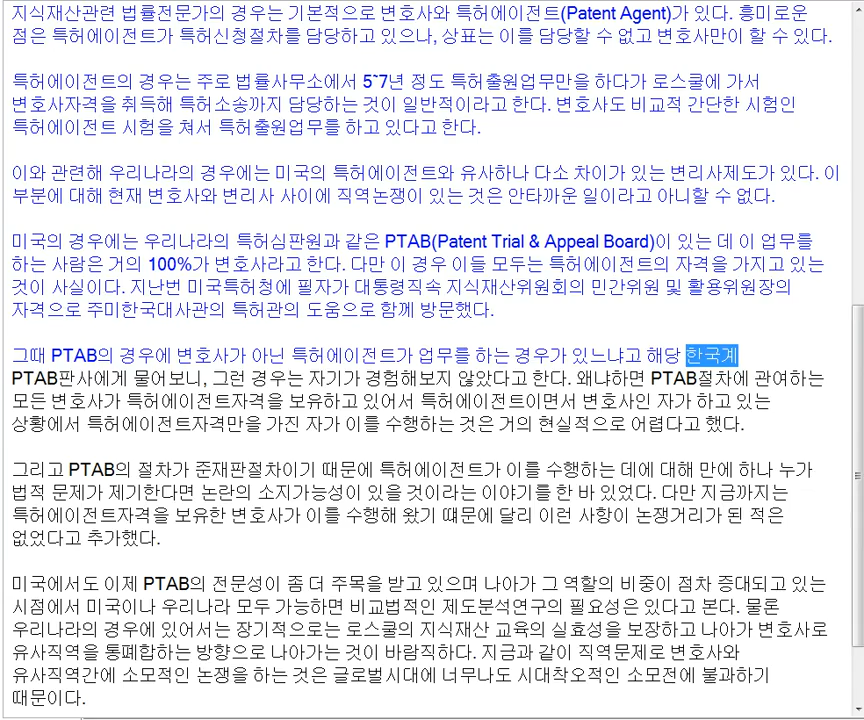 지식재산관련 법률전문가의 경우는 기본적으로 변호사와 특허에이전트(Patent Agent)가 있다. 흥미로운
점은 특허에이전트가 특허신청절차를 담당하고 있으나, 상표는 이를 담당할 수 없고 변호사만이 할 수 있다.
특허에이전트의 경우는 주로 법률사무소에서 5~7년 정도 특허출원업무만을 하다가 로스쿨에 가서
변호사자격을 취득해 특허소송까지 담당하는 것이 일반적이라고 한다. 변호사도 비교적 간단한 시험인
특허에이전트 시험을 쳐서 특허출원업무를 하고 있다고 한다.
이와 관련해 우리나라의 경우에는 미국의 특허에이전트와 유사하나 다소 차이가 있는 변리사제도가 있다. 이
부분에 대해 현재 변호사와 변리사 사이에 직역논쟁이 있는 것은 안타까운 일이라고 아니할 수 없다.
미국의 경우에는 우리나라의 특허심판원과 같은 PTAB(Patent Trial & Appeal Board)이 있는 데 이 업무를
하는 사람은 거의 100%가 변호사라고 한다. 다만 이 경우 이들 모두는 특허에이전트의 자격을 가지고 있는
것이 사실이다. 지난번 미국특허청에 필자가 대통령직속 지식재산위원회의 민간위원 및 활용위원장의
자격으로 주미한국대사관의 특허관의 도움으로 함께 방문했다.
그때 PTAB의 경우에 변호사가 아닌 특허에이전트가 업무를 하는 경우가 있느냐고 해당 한국계
PTAB판사에게 물어보니, 그런 경우는 자기가 경험해보지 않았다고 한다. 왜냐하면 PTAB절차에 관여하는
모든 변호사가 특허에이전트자격을 보유하고 있어서 특허에이전트이면서 변호사인 자가 하고 있는
상황에서 특허에이전트자격만을 가진 자가 이를 수행하는 것은 거의 현실적으로 어렵다고 했다.
그리고 PTAB의 절차가 준재판절차이기 때문에 특허에이전트가 이를 수행하는 데에 대해 만에 하나 누가
법적 문제가 제기한다면 논란의 소지가능성이 있을 것이라는 이야기를 한 바 있었다. 다만 지금까지는
특허에이전트자격을 보유한 변호사가 이를 수행해 왔기 떄문에 달리 이런 사항이 논쟁거리가 된 적은
없었다고 추가했다.
미국에서도 이제 PTAB의 전문성이 좀 더 주목을 받고 있으며 나아가 그 역할의 비중이 점차 증대되고 있는
시점에서 미국이나 우리나라 모두 가능하면 비교법적인 제도분석연구의 필요성은 있다고 본다. 물론
우리나라의 경우에 있어서는 장기적으로는 로스쿨의 지식재산 교육의 실효성을 보장하고 나아가 변호사로
유사직역을 통폐합하는 방향으로 나아가는 것이 바람직하다. 지금과 같이 직역문제로 변호사와
유사직역간에 소모적인 논쟁을 하는 것은 글로벌시대에 너무나도 시대착오적인 소모전에 불과하기
때문이다.